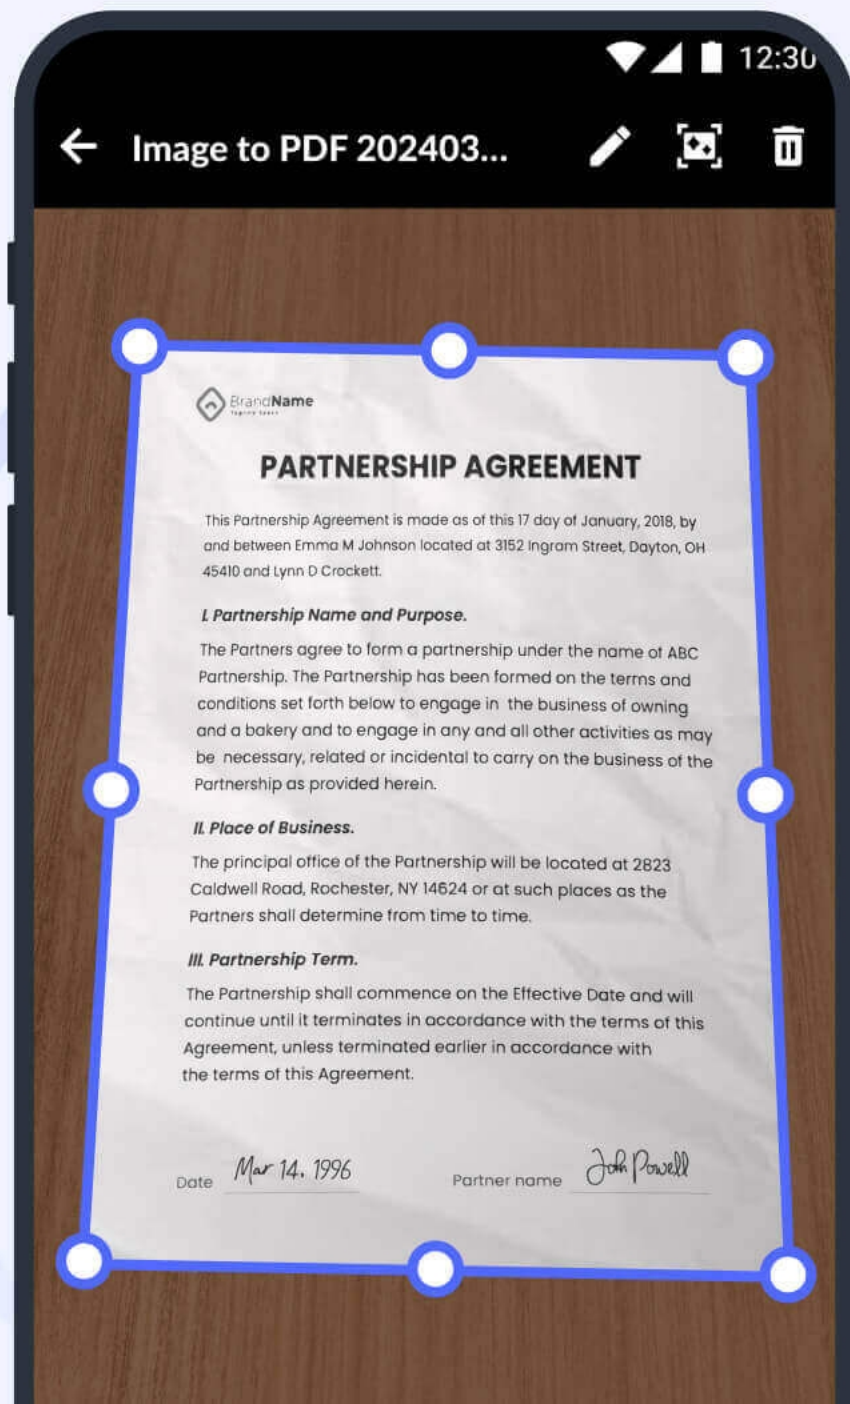 12:30
Image to PDF 202403...
BrandName
PARTNERSHIP AGREEMENT
This Partnership Agreement is made as of this 17 day of January, 2018, by
and between Emma M Johnson located at 3152 Ingram Street, Dayton, OH
45410 and Lynn D Crockett.
I. Partnership Name and Purpose.
The Partners agree to form a partnership under the name of ABC
Partnership. The Partnership has been formed on the terms and
conditions set forth below to engage in the business of owning
and a bakery and to engage in any and all other activities as may
be necessary, related or incidental to carry on the business of the
Partnership as provided herein.
II. Place of Business.
The principal office of the Partnership will be located at 2823
Caldwell Road, Rochester, NY 14624 or at such places as the
Partners shall determine from time to time.
III. Partnership Term.
The Partnership shall commence on the Effective Date and will
continue until it terminates in accordance with the terms of this
Agreement, unless terminated earlier in accordance with
the terms of this Agreement.
Date Mar 14. 1996 Partner name John Powell